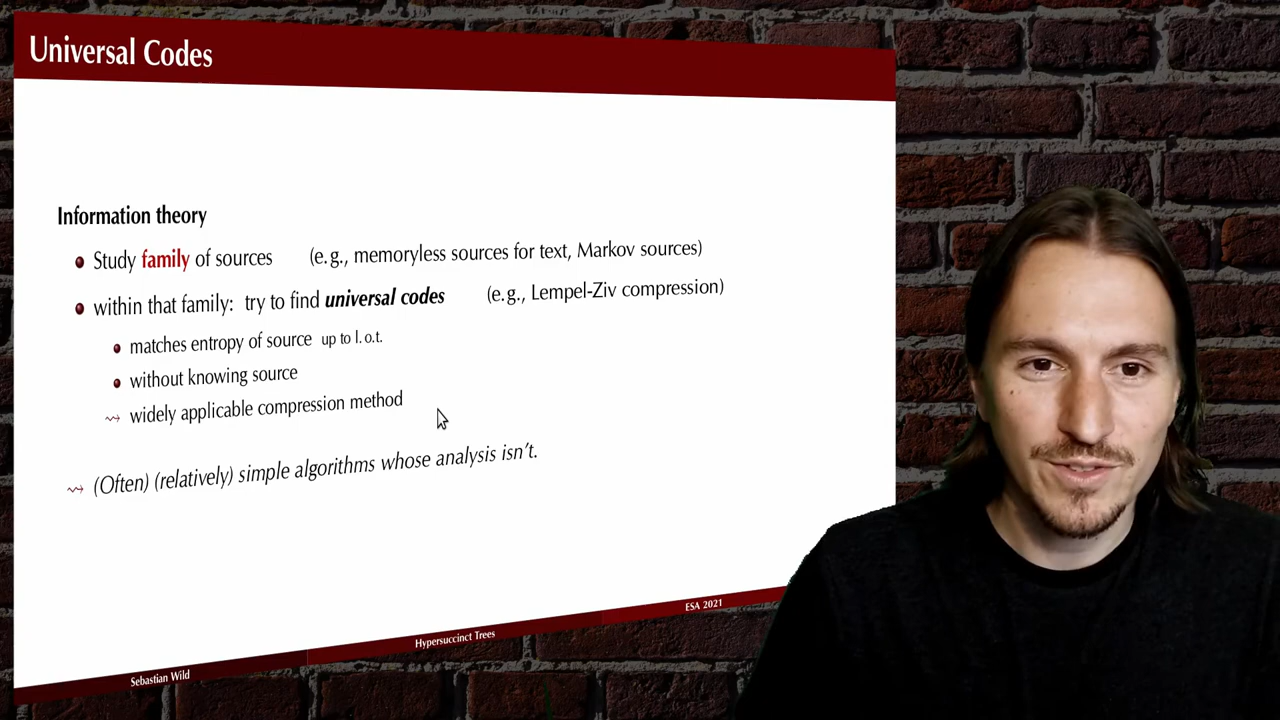 Universal Codes
Information theory
Study family of sources (e.g., memoryless sources for text, Markov sources)
within that family: try to find universal codes (e.g., Lempel-Ziv compression)
matches entropy of source up to l.o.t.
without knowing source
⇝ widely applicable compression method
⇝ (Often) (relatively) simple algorithms whose analysis isn't.
Sebastian Wild
Hypersuccinct Trees
ESA 2021